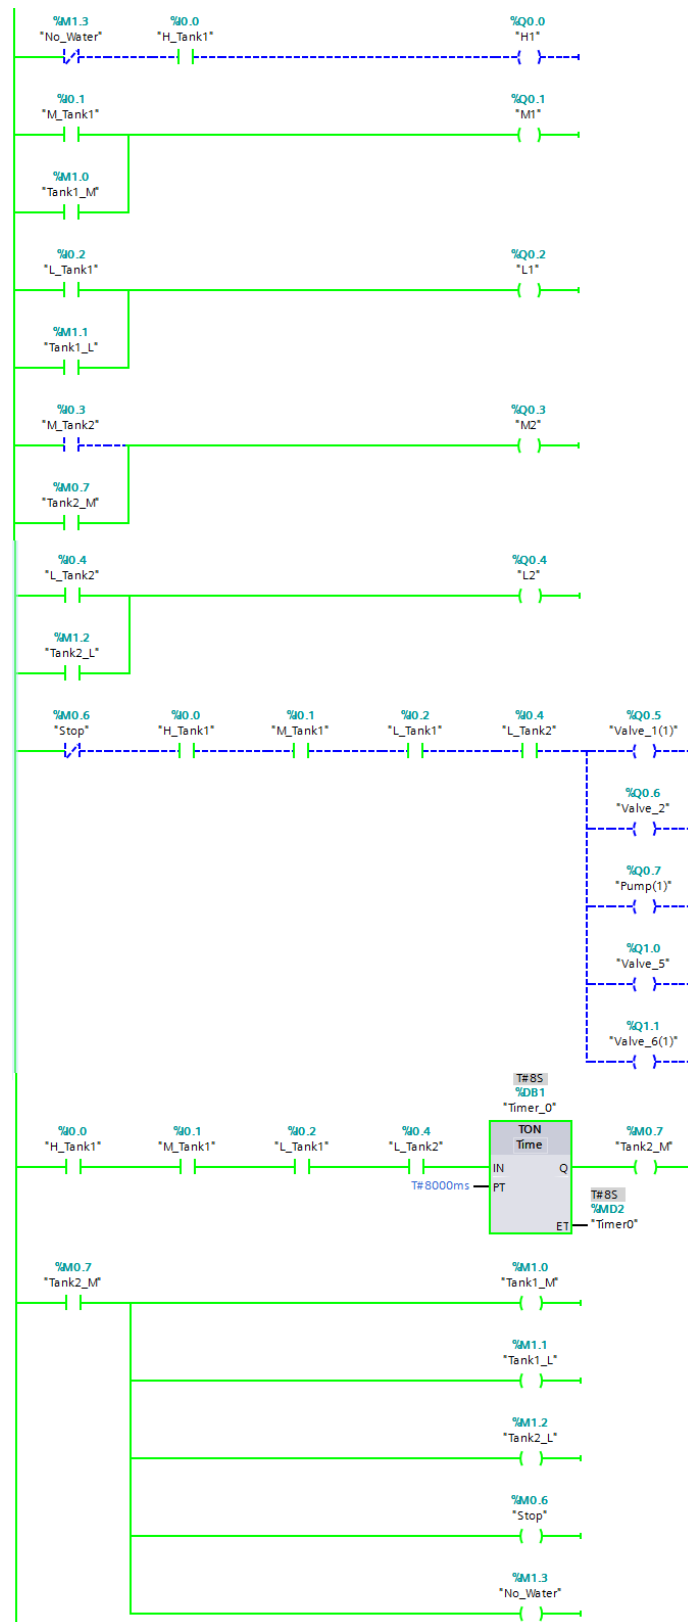 %M1.3 %I0.0 %Q0.0
"No_Water" "H_Tank1" "H1"
%I0.1 %Q0.1
"M_Tank1" "M1"
%M1.0
"Tank1_M"
%I0.2 %Q0.2
"L_Tank1" "L1"
%M1.1
"Tank1_L"
%I0.3 %Q0.3
"M_Tank2" "M2"
%M0.7
"Tank2_M"
%I0.4 %Q0.4
"L_Tank2" "L2"
%M1.2
"Tank2_L"
%M0.6 %I0.0 %I0.1 %I0.2 %I0.4 %Q0.5
"Stop" "H_Tank1" "M_Tank1" "L_Tank1" "L_Tank2" "Valve_1(1)"
%Q0.6
"Valve_2"
%Q0.7
"Pump(1)"
%Q1.0
"Valve_5"
%Q1.1
"Valve_6(1)"
T#8S
%DB1
"Timer_0"
%I0.0 %I0.1 %I0.2 %I0.4 TON %M0.7
"H_Tank1" "M_Tank1" "L_Tank1" "L_Tank2" Time "Tank2_M"
IN Q
T#8000ms PT T#8S
%MD2
ET "Timer0"
%M0.7 %M1.0
"Tank2_M" "Tank1_M"
%M1.1
"Tank1_L"
%M1.2
"Tank2_L"
%M0.6
"Stop"
%M1.3
"No_Water"